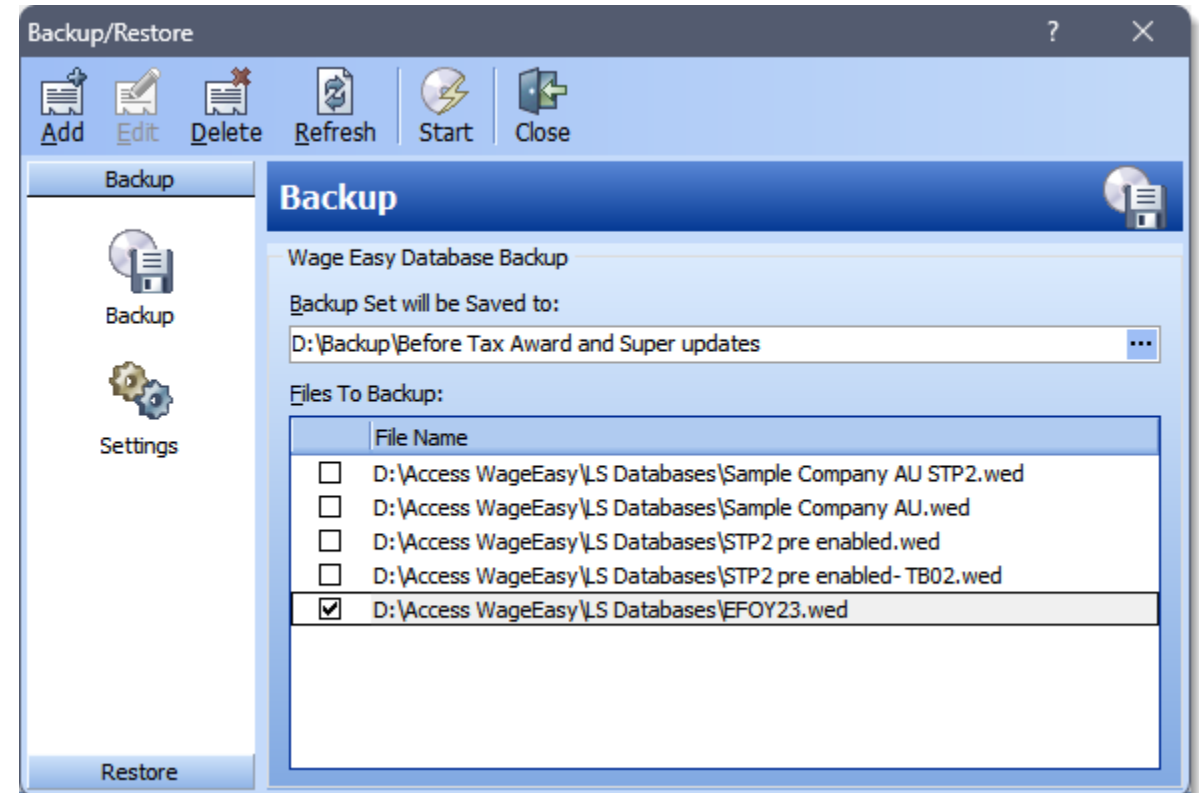 Backup/Restore
?
Add Edit Delete Refresh Start Close
Backup
Backup
Settings
Restore
Backup
Wage Easy Database Backup
Backup Set will be Saved to:
D:\Backup\Before Tax Award and Super updates
...
Files To Backup:
File Name
D:\Access WageEasy\LS Databases\Sample Company AU STP2.wed
D:\Access WageEasy\LS Databases\Sample Company AU.wed
D:\Access WageEasy\LS Databases\STP2 pre enabled.wed
D:\Access WageEasy\LS Databases\STP2 pre enabled- TB02.wed
D:\Access WageEasy\LS Databases\EFOY23.wed